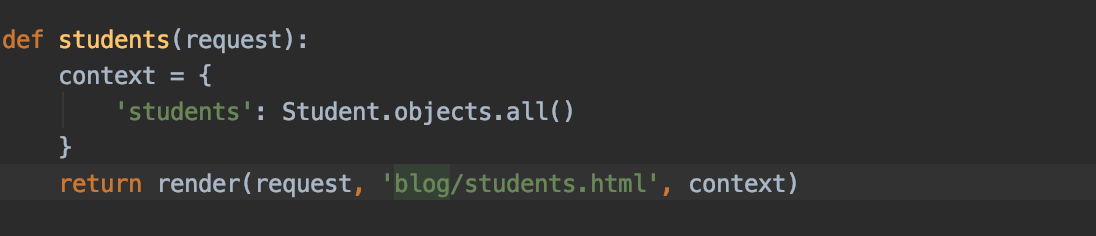 def students(request):
    context = {
        'students': Student.objects.all()
    }
    return render(request, 'blog/students.html', context)